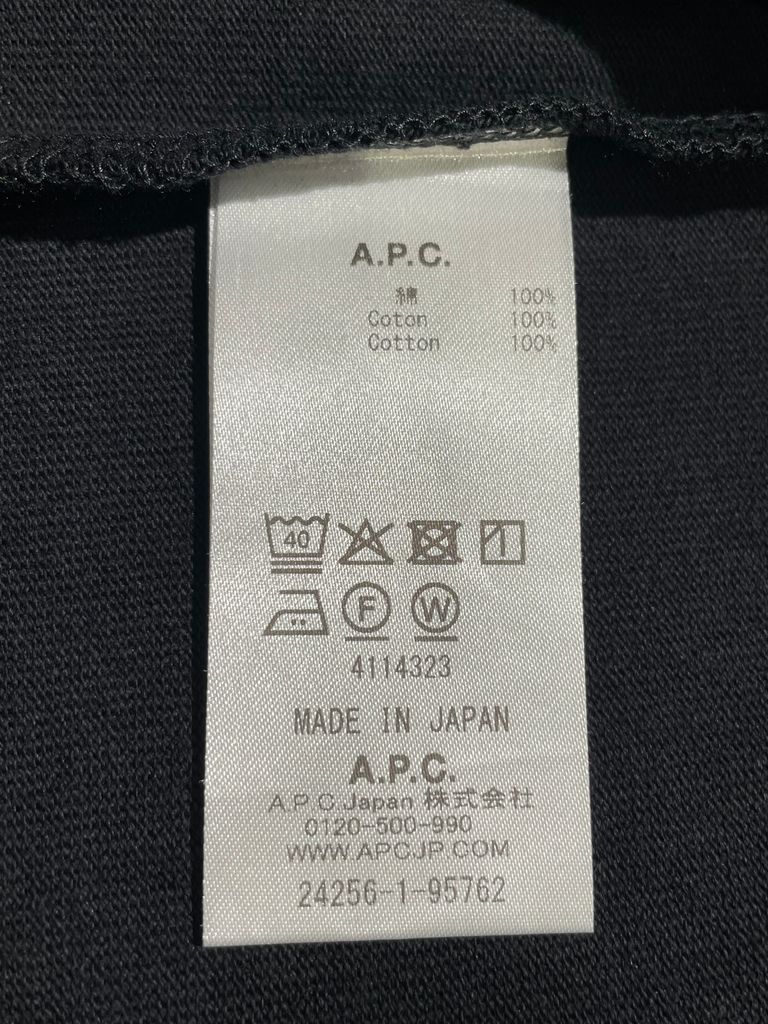 A.P.C.
綿 100%
Coton 100%
Cotton 100%
40
F W
4114323
MADE IN JAPAN
A.P.C.
A.P.C.Japan 株式会社
0120-500-990
WWW.APCJP.COM
24256-1-95762